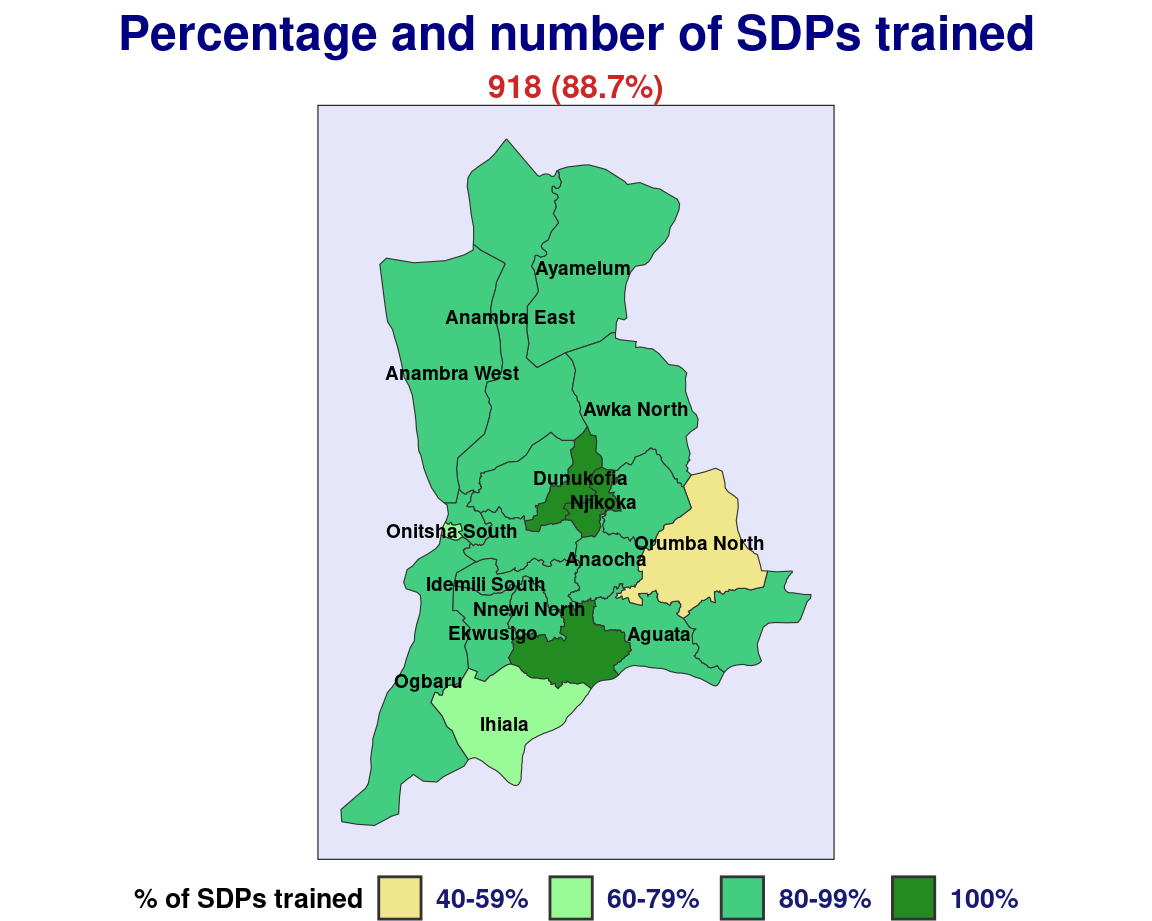 Percentage and number of SDPs trained
918 (88.7%)
Ayamelum
Anambra East
Anambra West
Awka North
Dunukofia
Njikoka
Onitsha South
Orumba North
Anaocha
Idemili South
Nnewi North
Ekwusigo
Aguata
Ogbaru
Ihiala
% of SDPs trained 40-59% 60-79% 80-99% 100%